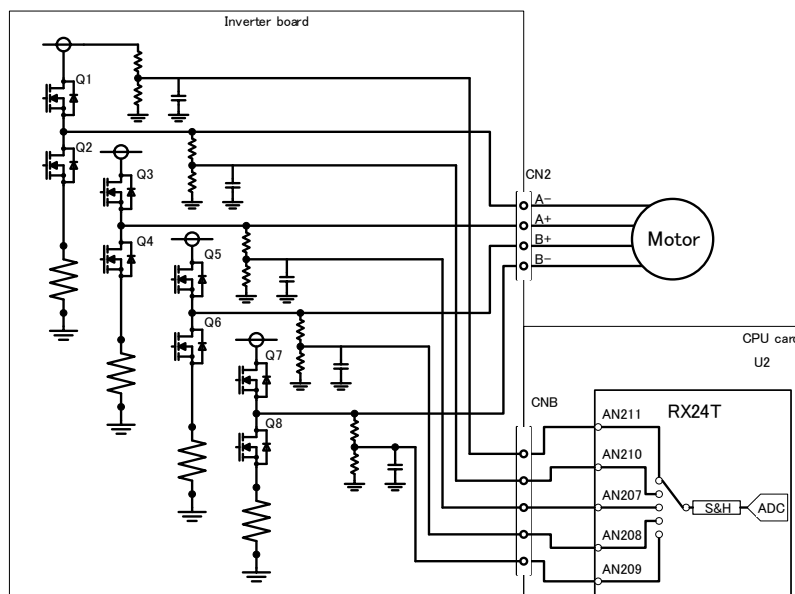 Inverter board
Q1
Q2
Q3
Q4
Q5
Q6
Q7
Q8
CN2
A-
A+
B+
B-
Motor
CPU card
U2
CNB
RX24T
AN211
AN210
AN207
AN208
AN209
S&H
ADC